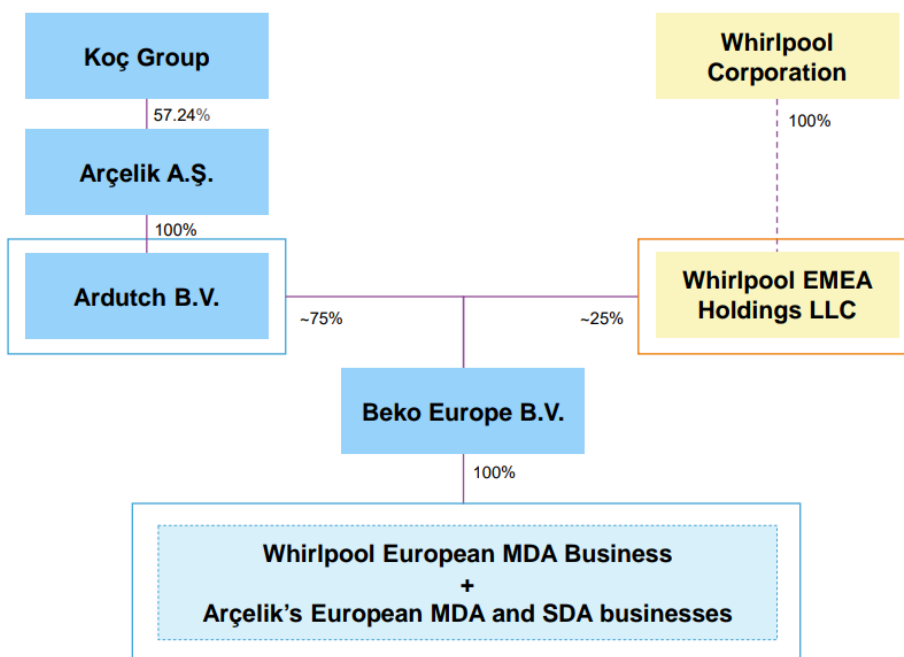 Koç Group
Whirlpool
Corporation
57.24%
100%
Arçelik A.Ş.
100%
Ardutch B.V.
Whirlpool EMEA
Holdings LLC
~75%
~25%
Beko Europe B.V.
100%
Whirlpool European MDA Business
+
Arçelik’s European MDA and SDA businesses